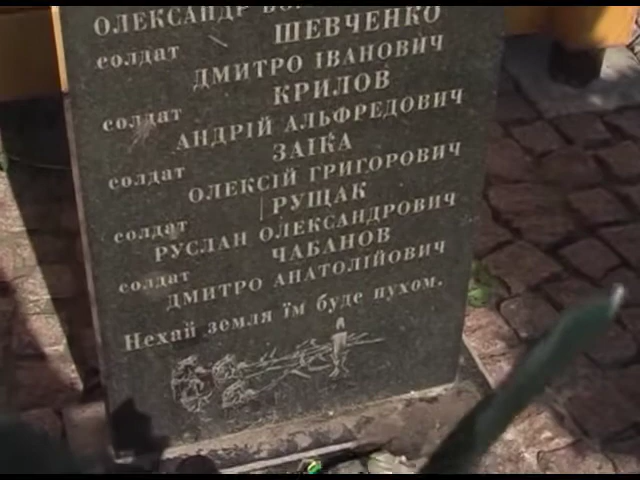 ОЛЕКСАНДР
солдат ШЕВЧЕНКО
ДМИТРО ІВАНОВИЧ
солдат КРИЛОВ
АНДРІЙ АЛЬФРЕДОВИЧ
солдат ЗАІКА
ОЛЕКСІЙ ГРИГОРОВИЧ
солдат РУЩАК
РУСЛАН ОЛЕКСАНДРОВИЧ
солдат ЧАБАНОВ
ДМИТРО АНАТОЛІЙОВИЧ
Нехай земля їм буде пухом.